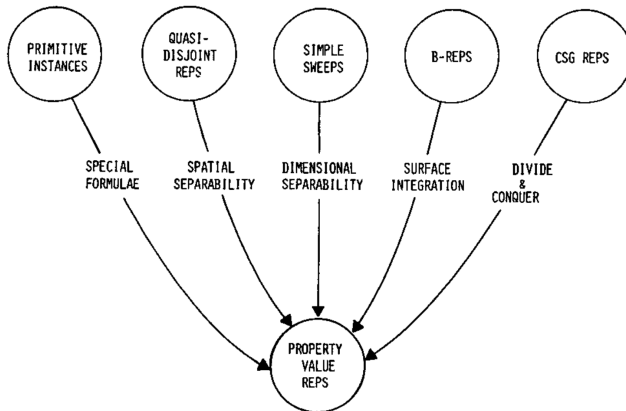 PRIMITIVE
INSTANCES
QUASI-
DISJOINT
REPS
SIMPLE
SWEEPS
B-REPS
CSG REPS
SPECIAL
FORMULAE
SPATIAL
SEPARABILITY
DIMENSIONAL
SEPARABILITY
SURFACE
INTEGRATION
DIVIDE
&
CONQUER
PROPERTY
VALUE
REPS